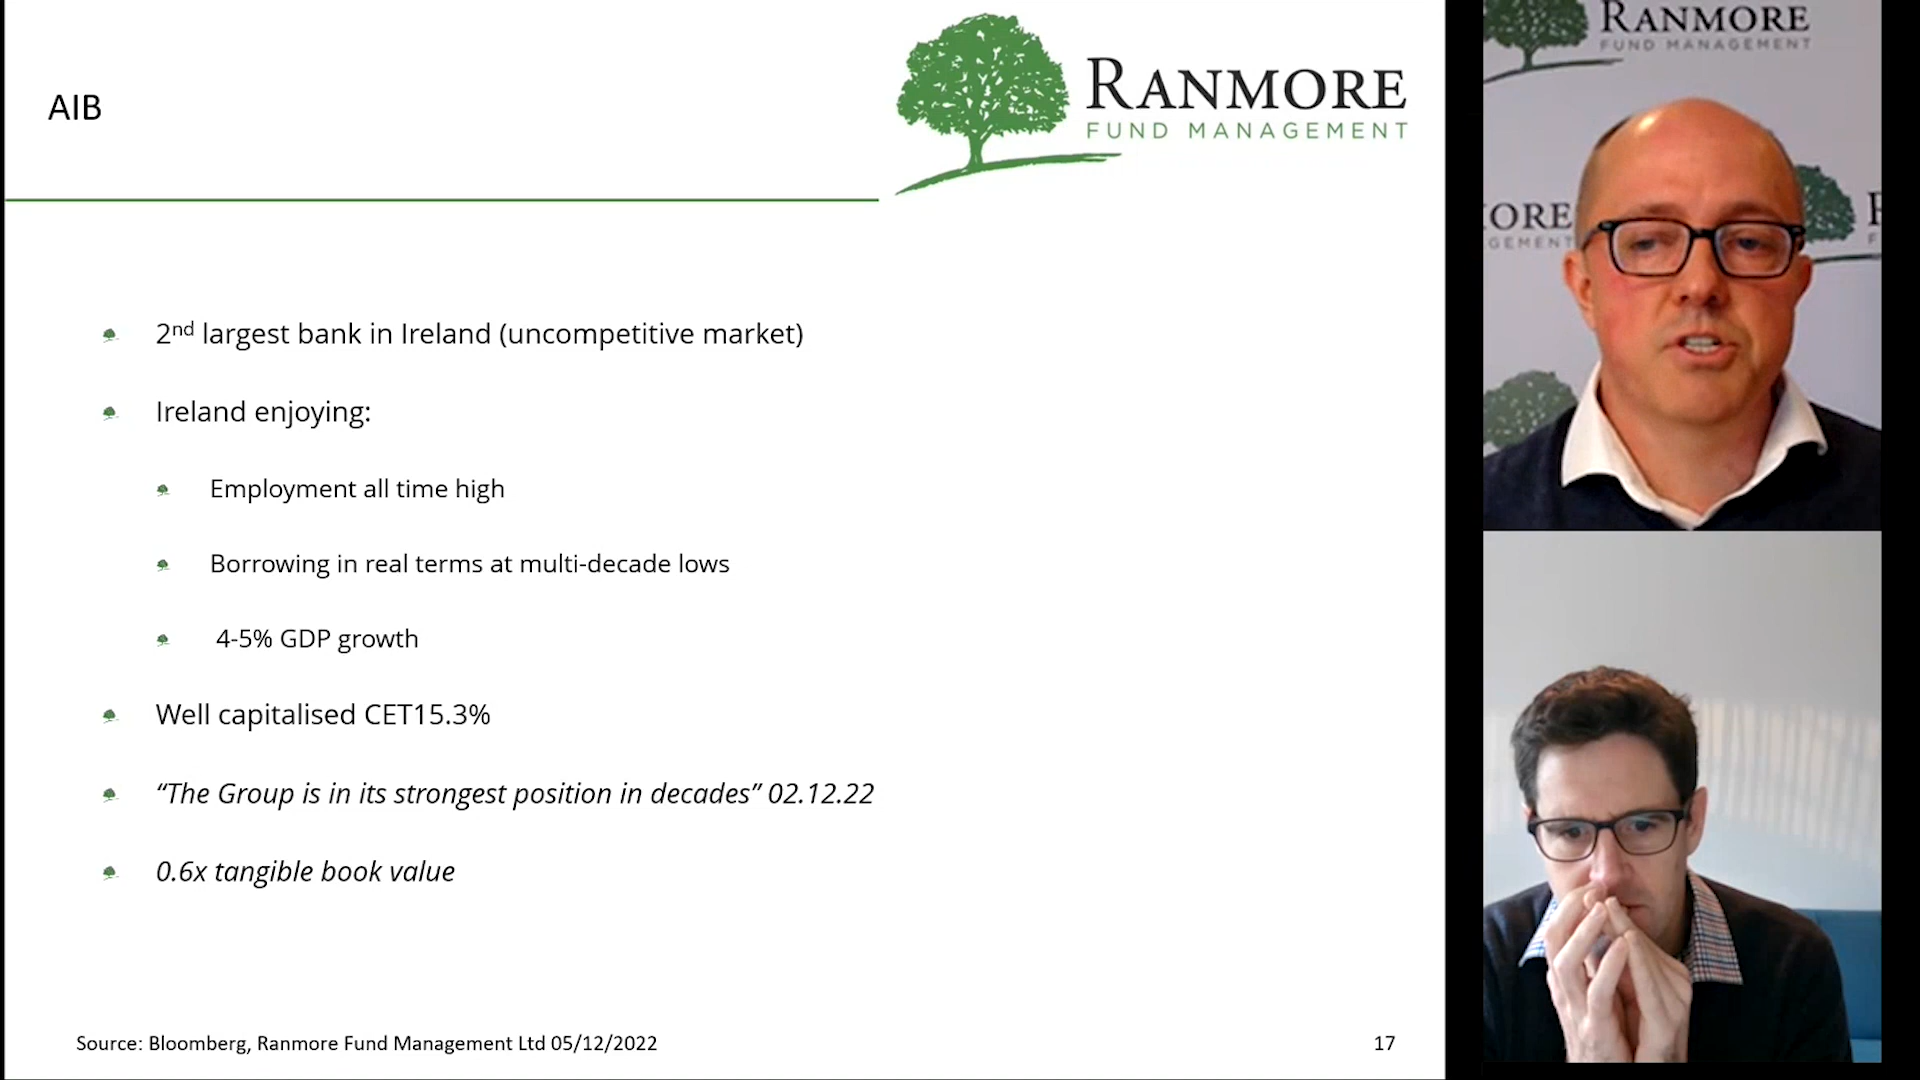 AIB
RANMORE
FUND MANAGEMENT
2nd largest bank in Ireland (uncompetitive market)
Ireland enjoying:
Employment all time high
Borrowing in real terms at multi-decade lows
4-5% GDP growth
Well capitalised CET15.3%
“The Group is in its strongest position in decades” 02.12.22
0.6x tangible book value
Source: Bloomberg, Ranmore Fund Management Ltd 05/12/2022
17
RANMORE
FUND MANAGEMENT
ORE
GEMENT